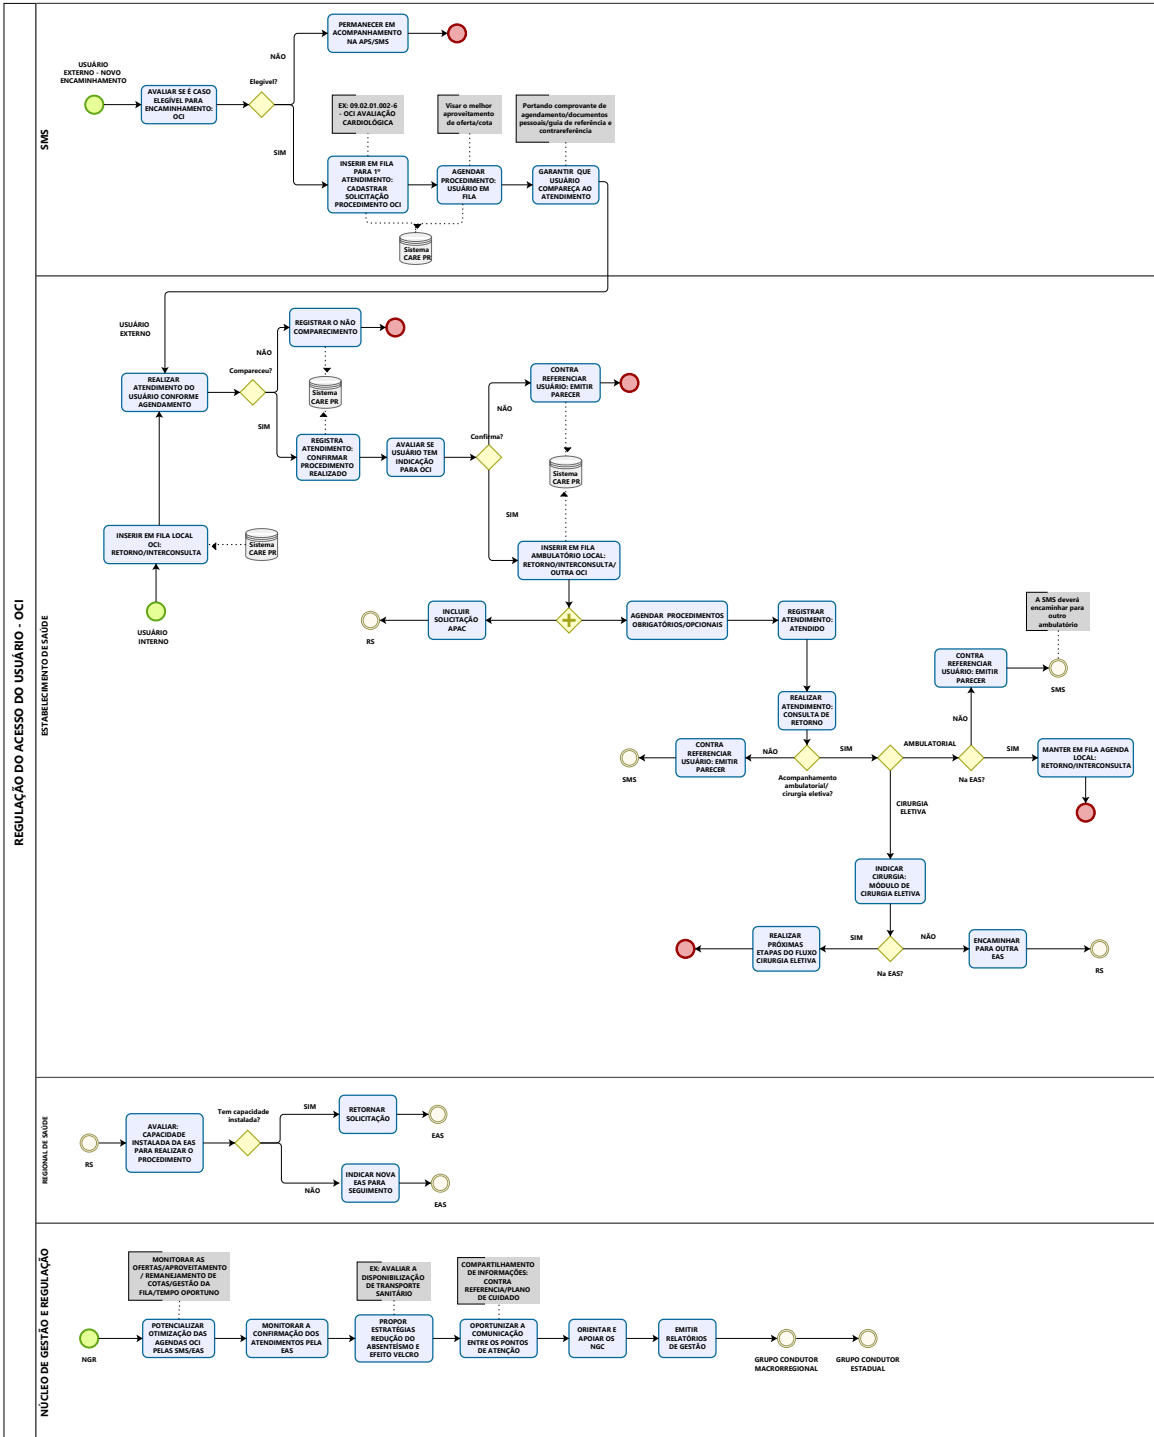 REGULAÇÃO DO ACESSO DO USUÁRIO - OCI
SMS
USUÁRIO
EXTERNO - NOVO
ENCAMINHAMENTO
AVALIAR SE É CASO
ELEGÍVEL PARA
ENCAMINHAMENTO:
OCI
Elegível?
NÃO
PERMANECER EM
ACOMPANHAMENTO
NA APS/SMS
SIM
EX: 09.02.01.002-6
- OCI AVALIAÇÃO
CARDIOLÓGICA
INSERIR EM FILA
PARA 1º
ATENDIMENTO:
CADASTRAR
SOLICITAÇÃO
PROCEDIMENTO OCI
Visar o melhor
aproveitamento
de oferta/cota
AGENDAR
PROCEDIMENTO:
USUÁRIO EM
FILA
Portando comprovante de
agendamento/documentos
pessoais/guia de referência e
contrareferência
GARANTIR QUE
USUÁRIO
COMPAREÇA AO
ATENDIMENTO
Sistema
CARE PR
ESTABELECIMENTO DE SAÚDE
USUÁRIO
EXTERNO
REALIZAR
ATENDIMENTO DO
USUÁRIO CONFORME
AGENDAMENTO
Compareceu?
NÃO
REGISTRAR O NÃO
COMPARECIMENTO
Sistema
CARE PR
SIM
REGISTRA
ATENDIMENTO:
CONFIRMAR
PROCEDIMENTO
REALIZADO
AVALIAR SE
USUÁRIO TEM
INDICAÇÃO
PARA OCI
Confirma?
NÃO
CONTRA
REFERENCIAR
USUÁRIO: EMITIR
PARECER
Sistema
CARE PR
SIM
INSERIR EM FILA
AMBULATÓRIO LOCAL:
RETORNO/INTERCONSULTA/
OUTRA OCI
INSERIR EM FILA LOCAL
OCI:
RETORNO/INTERCONSULTA
Sistema
CARE PR
USUÁRIO
INTERNO
RS
INCLUIR
SOLICITAÇÃO
APAC
AGENDAR PROCEDIMENTOS
OBRIGATÓRIOS/OPCIONAIS
REGISTRAR
ATENDIMENTO:
ATENDIDO
REALIZAR
ATENDIMENTO:
CONSULTA DE
RETORNO
Acompanhamento
ambulatorial/
cirurgia eletiva?
NÃO
CONTRA
REFERENCIAR
USUÁRIO: EMITIR
PARECER
SMS
SIM
AMBULATORIAL
Na EAS?
NÃO
CONTRA
REFERENCIAR
USUÁRIO: EMITIR
PARECER
A SMS deverá
encaminhar para
outro
ambulatório
SMS
SIM
MANTER EM FILA AGENDA
LOCAL:
RETORNO/INTERCONSULTA
CIRURGIA
ELETIVA
INDICAR
CIRURGIA:
MÓDULO DE
CIRURGIA ELETIVA
Na EAS?
SIM
REALIZAR
PRÓXIMAS
ETAPAS DO FLUXO
CIRURGIA ELETIVA
NÃO
ENCAMINHAR
PARA OUTRA
EAS
RS
REGIONAL DE SAÚDE
RS
AVALIAR:
CAPACIDADE
INSTALADA DA EAS
PARA REALIZAR O
PROCEDIMENTO
Tem capacidade
instalada?
SIM
RETORNAR
SOLICITAÇÃO
EAS
NÃO
INDICAR NOVA
EAS PARA
SEGUIMENTO
EAS
NÚCLEO DE GESTÃO E REGULAÇÃO
NGR
MONITORAR AS
OFERTAS/APROVEITAMENTO
/ REMANEJAMENTO DE
COTAS/GESTÃO DA
FILA/TEMPO OPORTUNO
POTENCIALIZAR
OTIMIZAÇÃO DAS
AGENDAS OCI
PELAS SMS/EAS
MONITORAR A
CONFIRMAÇÃO DOS
ATENDIMENTOS PELA
EAS
EX: AVALIAR A
DISPONIBILIZAÇÃO
DE TRANSPORTE
SANITÁRIO
PROPOR
ESTRATÉGIAS
REDUÇÃO DO
ABSENTEÍSMO E
EFEITO VELCRO
COMPARTILHAMENTO
DE INFORMAÇÕES:
CONTRA
REFERENCIA/PLANO
DE CUIDADO
OPORTUNIZAR A
COMUNICAÇÃO
ENTRE OS PONTOS
DE ATENÇÃO
ORIENTAR E
APOIAR OS
NGC
EMITIR
RELATÓRIOS
DE GESTÃO
GRUPO CONDUTOR
MACRORREGIONAL
GRUPO CONDUTOR
ESTADUAL